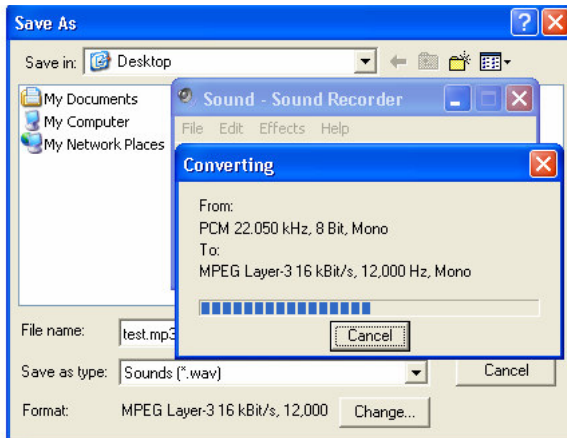 Save As
Save in: Desktop
My Documents
My Computer
My Network Places
Sound - Sound Recorder
File Edit Effects Help
Converting
From:
PCM 22.050 kHz, 8 Bit, Mono
To:
MPEG Layer-3 16 kBit/s, 12,000 Hz, Mono
Cancel
File name: test.mp3
Save as type: Sounds (*.wav)
Cancel
Format: MPEG Layer-3 16 kBit/s, 12,000
Change...